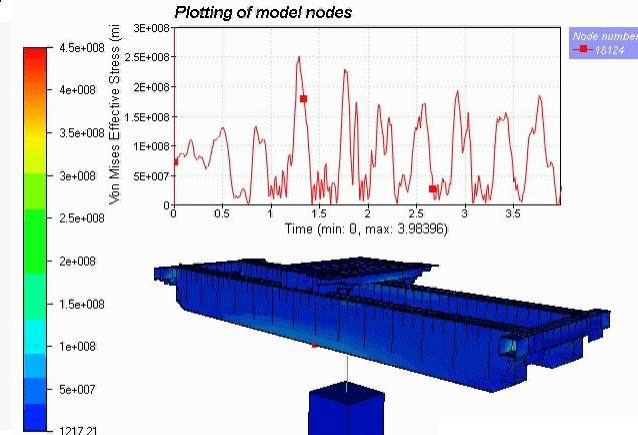 Plotting of model nodes
Von Mises Effective Stress (mi
3E+008
2.5E+008
2E+008
1.5E+008
1E+008
5E+007
0
0
0.5
1
1.5
2
2.5
3
3.5
Time (min: 0, max: 3.98396)
Node number
18124
4.5e+008
4e+008
3.5e+008
3e+008
2.5e+008
2e+008
1.5e+008
1e+008
5e+007
1217.21